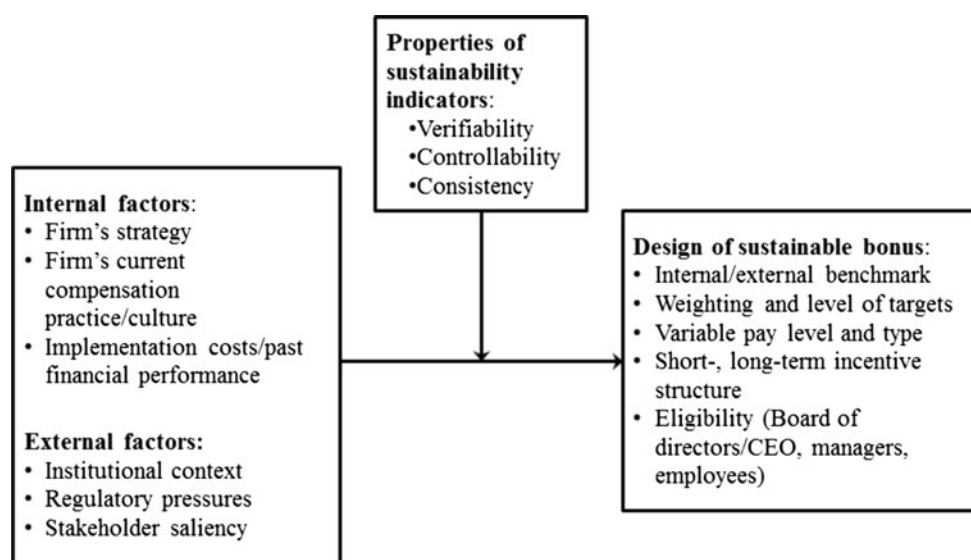 Properties of
sustainability
indicators:
•Verifiability
•Controllability
•Consistency
Internal factors:
• Firm's strategy
• Firm's current
compensation
practice/culture
• Implementation costs/past
financial performance
External factors:
• Institutional context
• Regulatory pressures
• Stakeholder saliency
Design of sustainable bonus:
• Internal/external benchmark
• Weighting and level of targets
• Variable pay level and type
• Short-, long-term incentive
structure
• Eligibility (Board of
directors/CEO, managers,
employees)